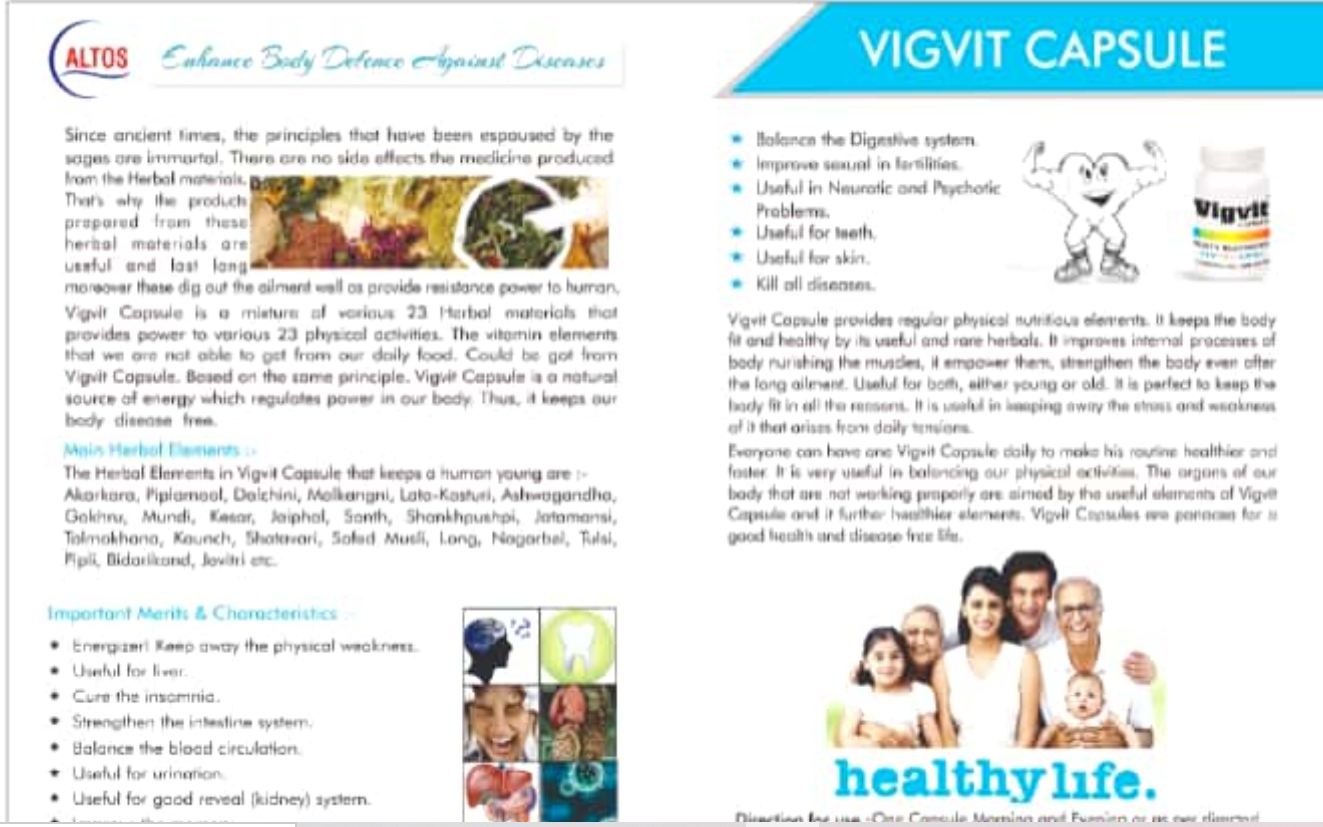 ALTOS
Enhance Body Defence Against Diseases
Since ancient times, the principles that have been espoused by the
sages are immortal. There are no side effects the medicine produced
from the Herbal materials.
That's why the products
prepared from these
herbal materials are
useful and last long
moreover these dig out the ailment well as provide resistance power to human.
Vigvit Capsule is a mixture of various 23 Herbal materials that
provides power to various 23 physical activities. The vitamin elements
that we are not able to get from our daily food. Could be got from
Vigvit Capsule. Based on the same principle. Vigvit Capsule is a natural
source of energy which regulates power in our body. Thus, it keeps our
body disease free.
Main Herbal Elements :-
The Herbal Elements in Vigvit Capsule that keeps a human young are :-
Akarkara, Piplamool, Dalchini, Malkangni, Lata-Kasturi, Ashwagandha,
Gokhru, Mundi, Kesar, Jaiphal, Santh, Shankhpushpi, Jatamansi,
Talmakhana, Kaunch, Shatavari, Safed Musli, Long, Nagarbel, Tulsi,
Pipli, Bidarikand, Javitri etc.
Important Merits & Characteristics :-
Energizer! Keep away the physical weakness.
Useful for liver.
Cure the insomnia.
Strengthen the intestine system.
Balance the blood circulation.
Useful for urination.
Useful for good reveal (kidney) system.
VIGVIT CAPSULE
Balance the Digestive system.
Improve sexual in fertilities.
Useful in Neurotic and Psychotic
Problems.
Useful for teeth.
Useful for skin.
Kill all diseases.
Vigvit
Vigvit Capsule provides regular physical nutritious elements. It keeps the body
fit and healthy by its useful and rare herbals. It improves internal processes of
body nurishing the muscles, it empower them, strengthen the body even after
the long ailment. Useful for both, either young or old. It is perfect to keep the
body fit in all the reasons. It is useful in keeping away the stress and weakness
of it that arises from daily tensions.
Everyone can have one Vigvit Capsule daily to make his routine healthier and
faster. It is very useful in balancing our physical activities. The organs of our
body that are not working properly are aimed by the useful elements of Vigvit
Capsule and it further healthier elements. Vigvit Capsules are panacea for a
good health and disease free life.
healthy life.
Direction for use :-One Capsule Morning and Evening or as per directed